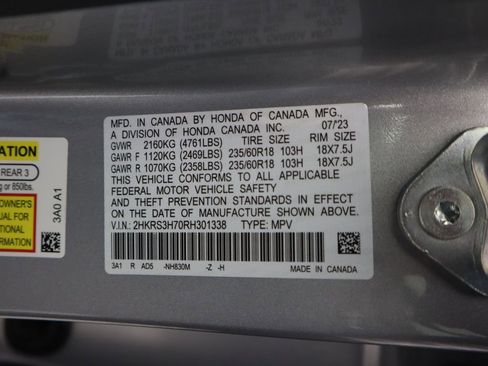 MFD. IN CANADA BY HONDA OF CANADA MFG.,
A DIVISION OF HONDA CANADA INC. 07/'23
GVWR 2160KG (4761LBS) TIRE SIZE RIM SIZE
GAWR F 1120KG (2469LBS) 235/60R18 103H 18X7.5J
GAWR R 1070KG (2358LBS) 235/60R18 103H 18X7.5J
THIS VEHICLE CONFORMS TO ALL APPLICABLE
FEDERAL MOTOR VEHICLE SAFETY
AND THEFT PREVENTION STANDARDS IN EFFECT
ON THE DATE OF MANUFACTURE SHOWN ABOVE.
V.I.N.: 2HKRS3H70RH301338 TYPE: MPV
3A1 R AD5 -NH830M -Z -H MADE IN CANADA
REAR 3
or 850lbs.
OWNER'S
UAL FOR
TIONAL
RMATION
3A0 A1